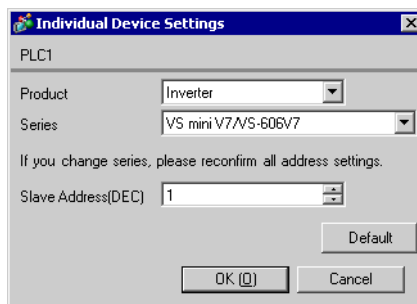 Individual Device Settings
PLC1
Product Inverter
Series VS mini V7/VS-606V7
If you change series, please reconfirm all address settings.
Slave Address(DEC) 1
Default
OK (O) Cancel